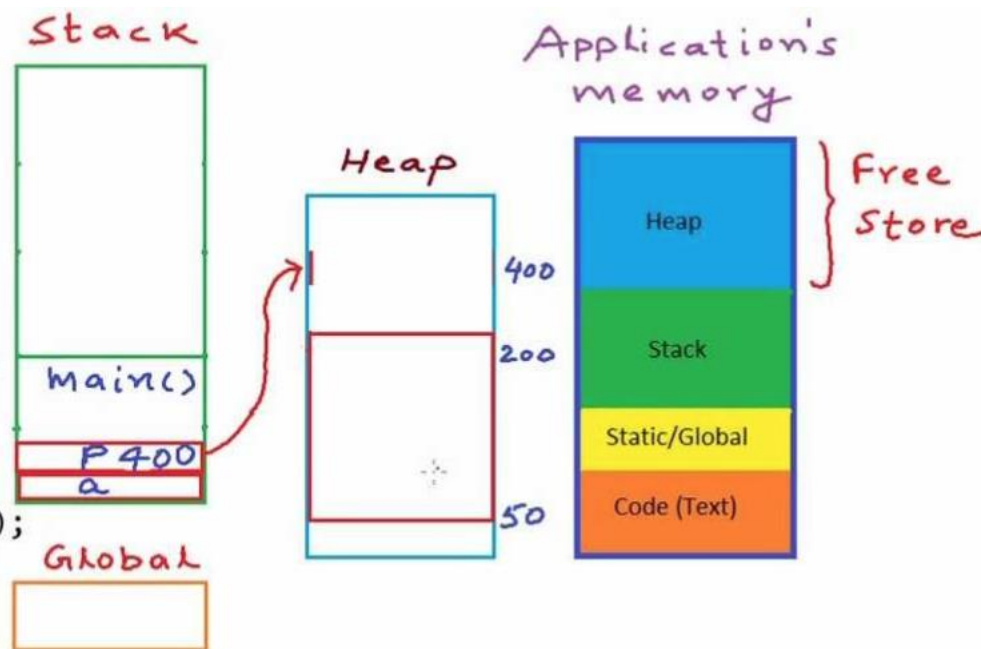 Stack
main()
P 400
a
);
Global
Heap
400
200
50
Application's
memory
Heap
Stack
Static/Global
Code (Text)
Free
Store